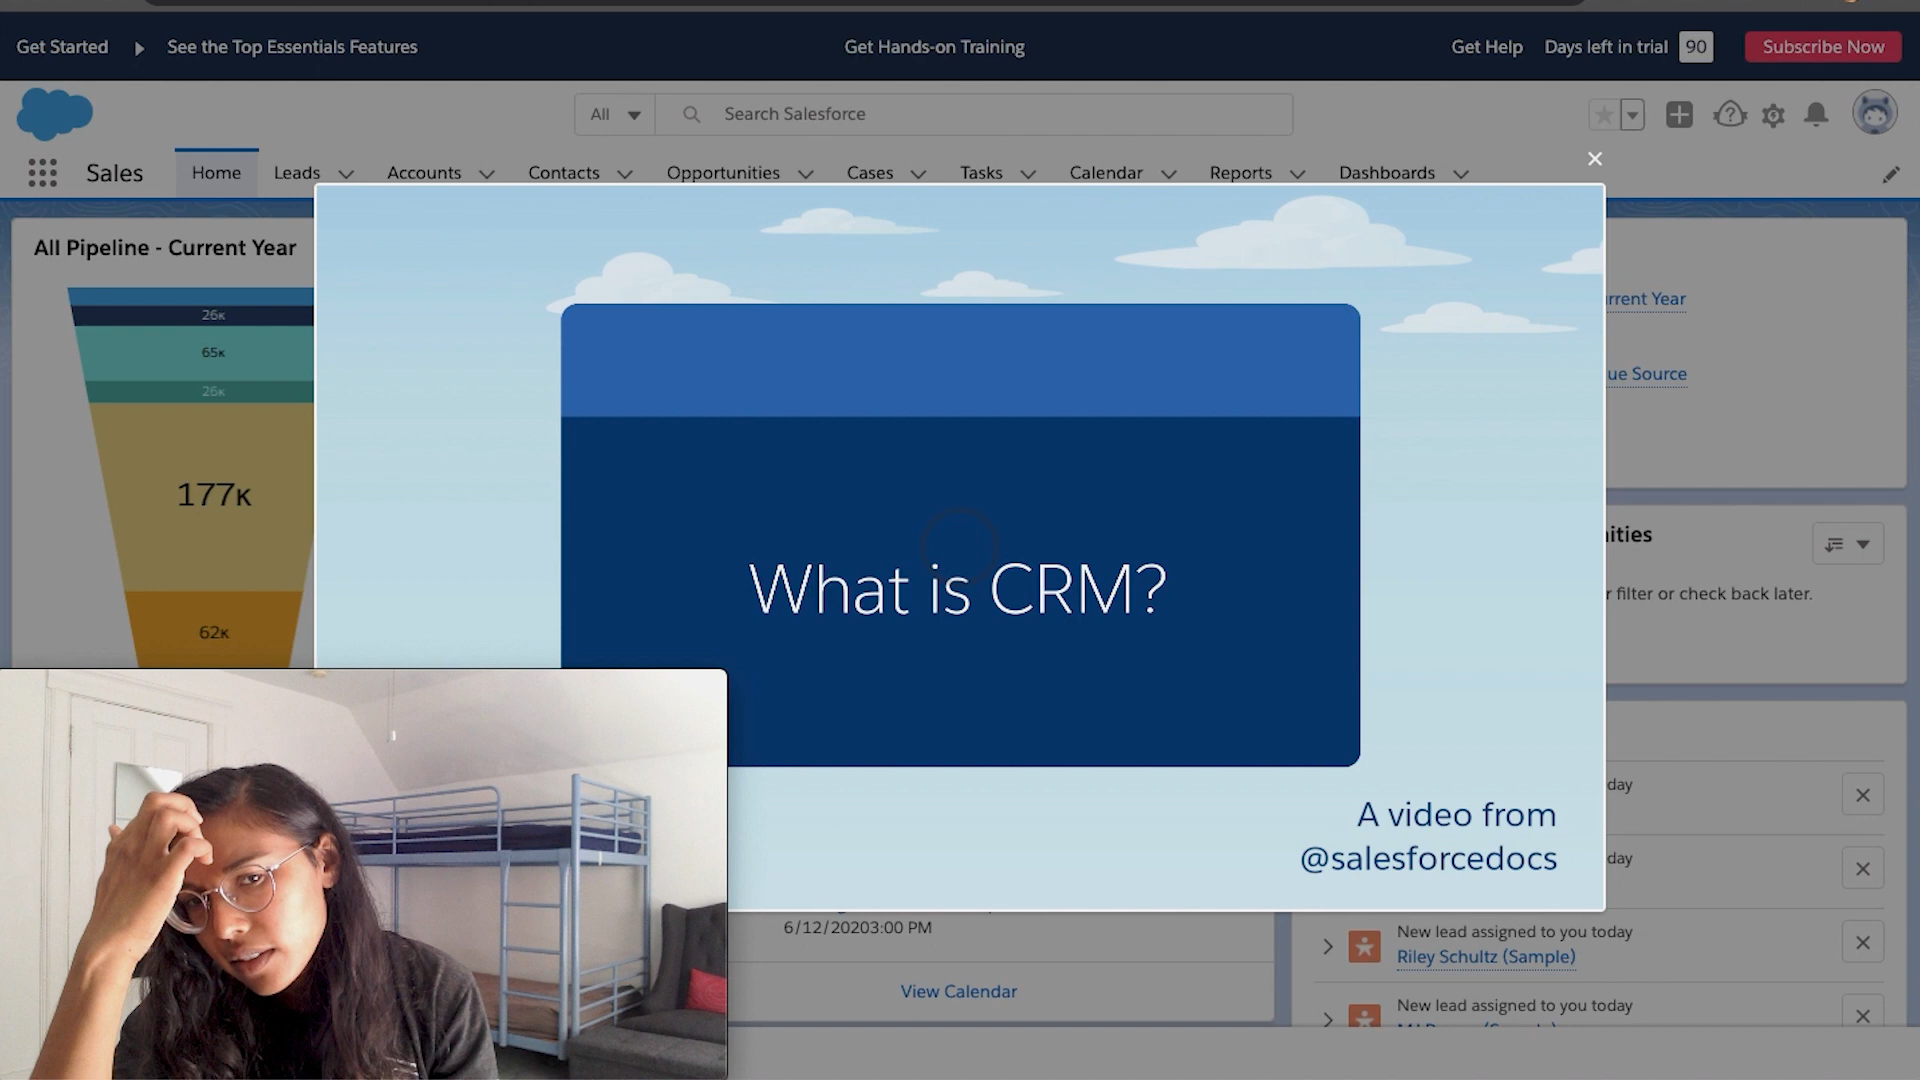 Get Started
See the Top Essentials Features
Get Hands-on Training
Get Help
Days left in trial
90
Subscribe Now
All
Search Salesforce
Sales
Home
Leads
Accounts
Contacts
Opportunities
Cases
Tasks
Calendar
Reports
Dashboards
All Pipeline - Current Year
26K
65K
26K
177K
62K
What is CRM?
A video from
@salesforcedocs
rrent Year
ue Source
ities
r filter or check back later.
day
day
6/12/20203:00 PM
View Calendar
New lead assigned to you today
Riley Schultz (Sample)
New lead assigned to you today